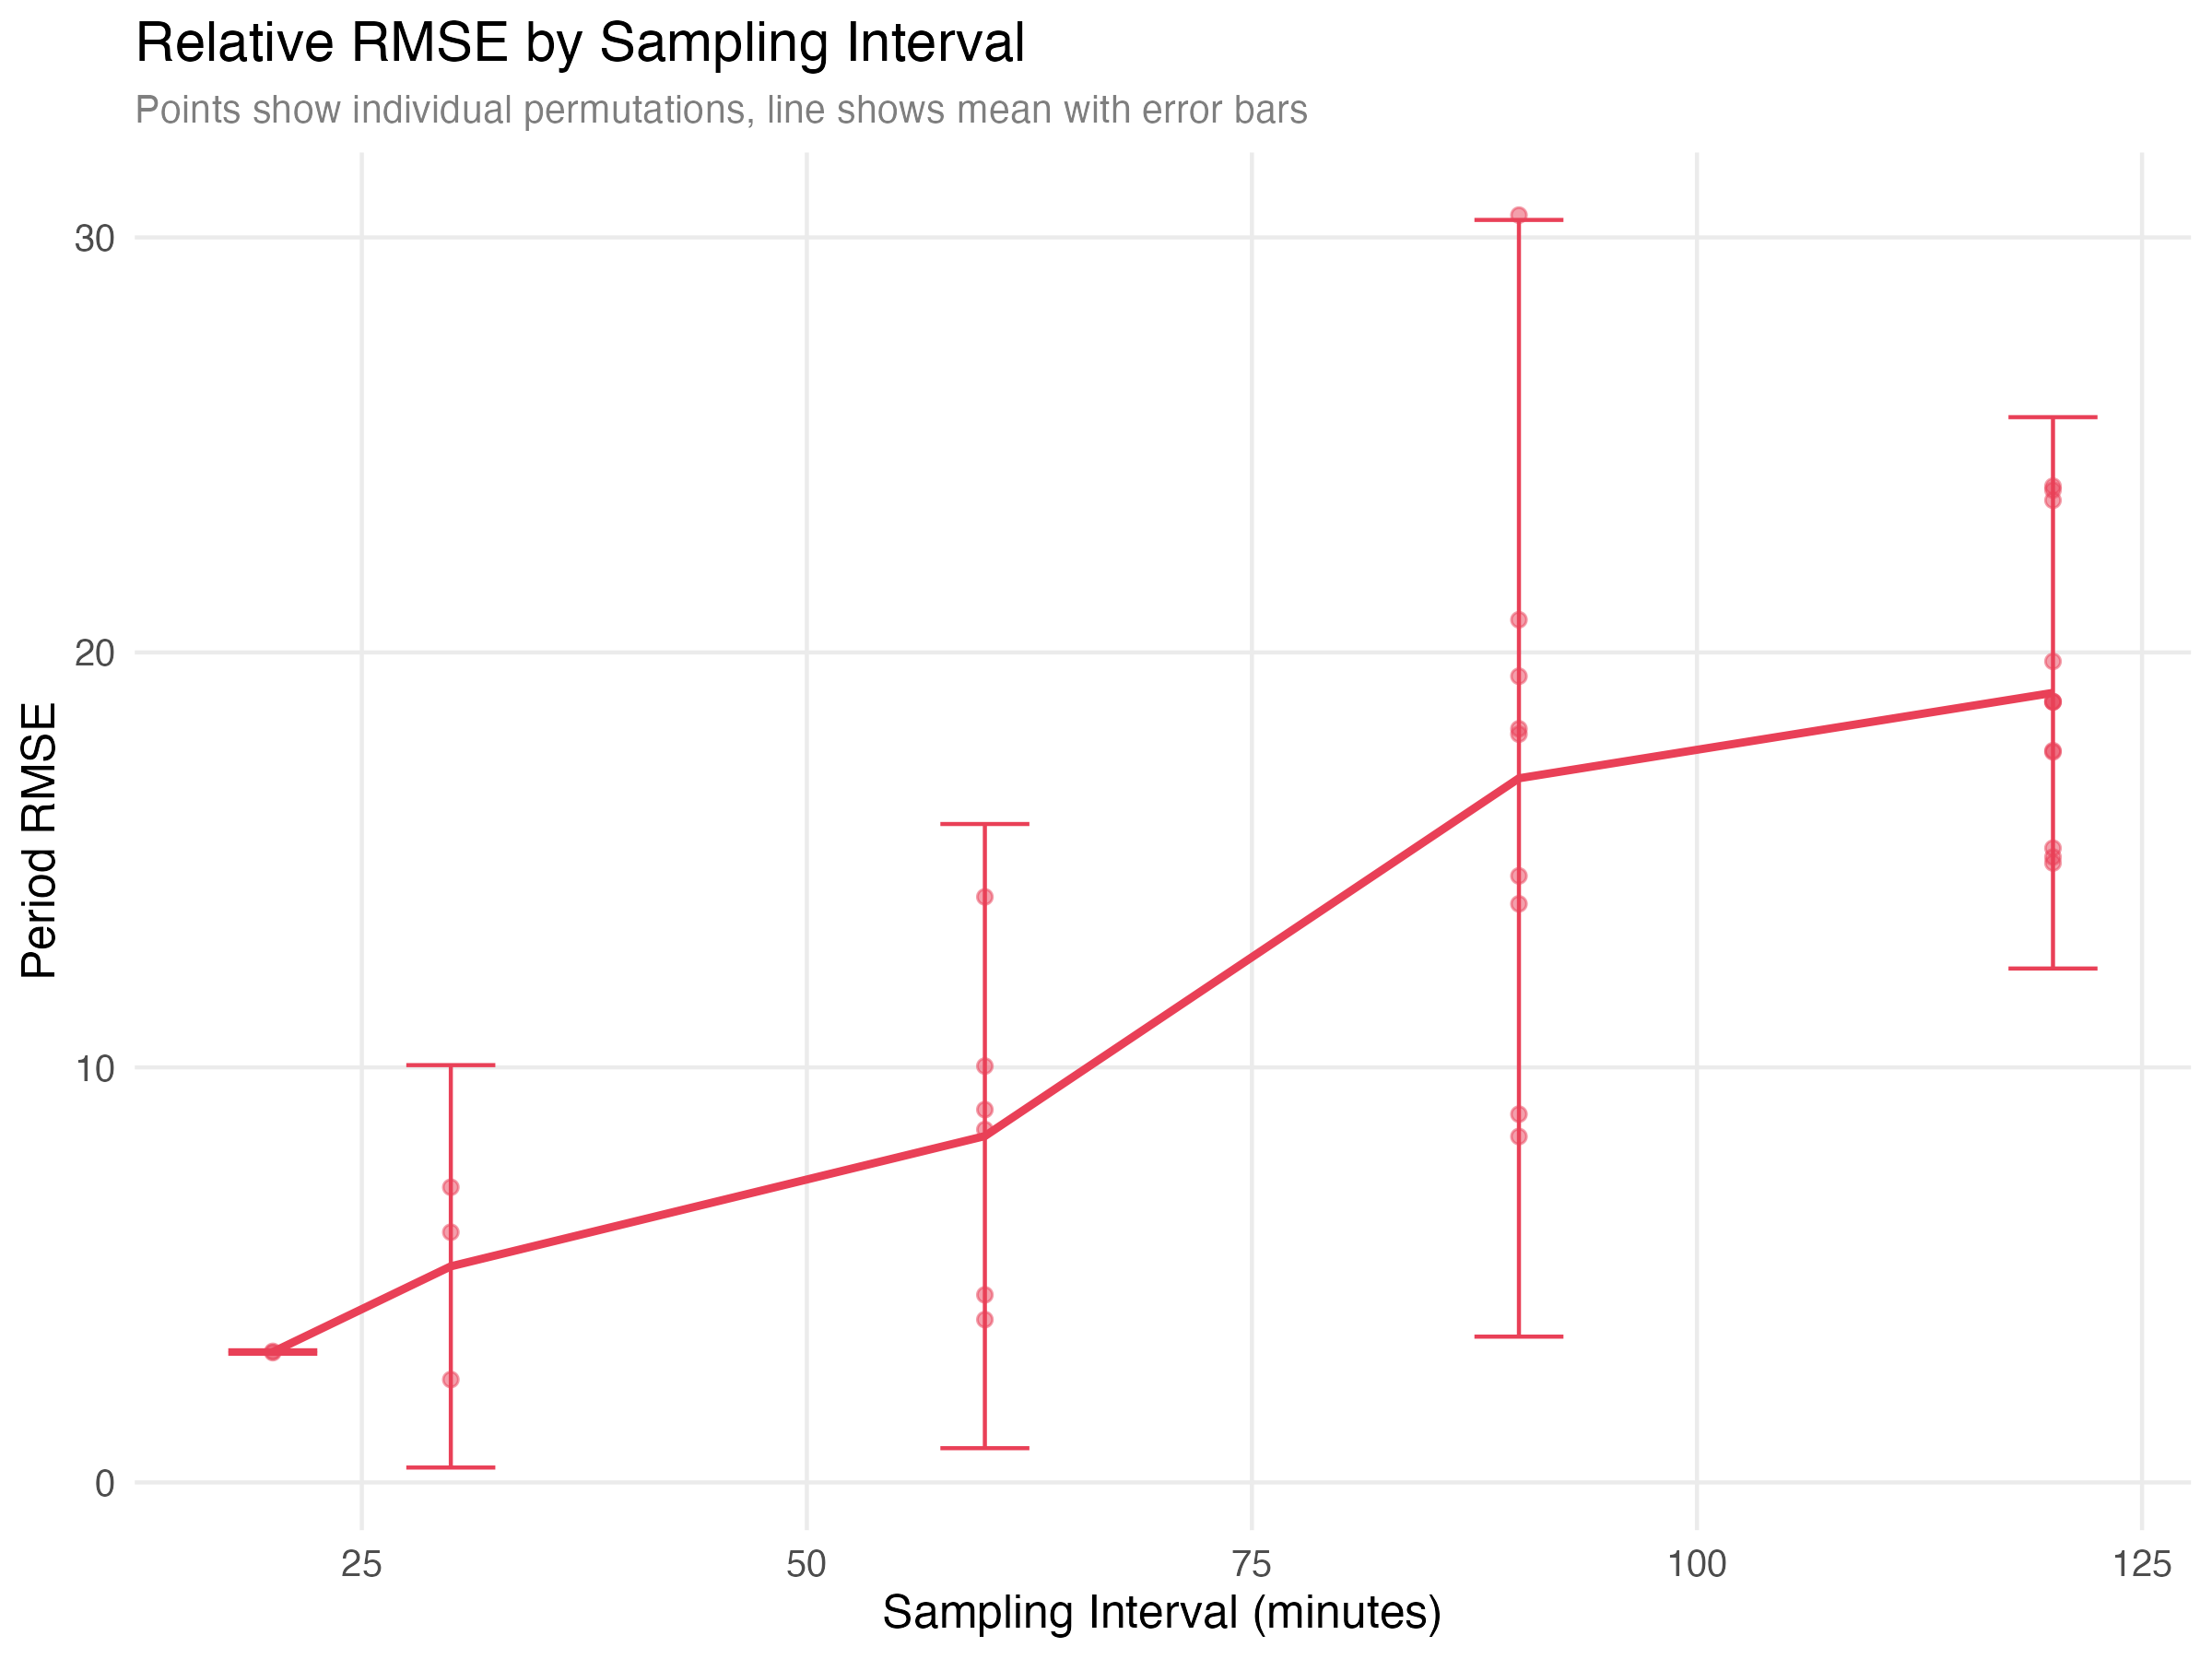 Relative RMSE by Sampling Interval
Points show individual permutations, line shows mean with error bars
Period RMSE
30
20
10
0
25 50 75 100 125
Sampling Interval (minutes)